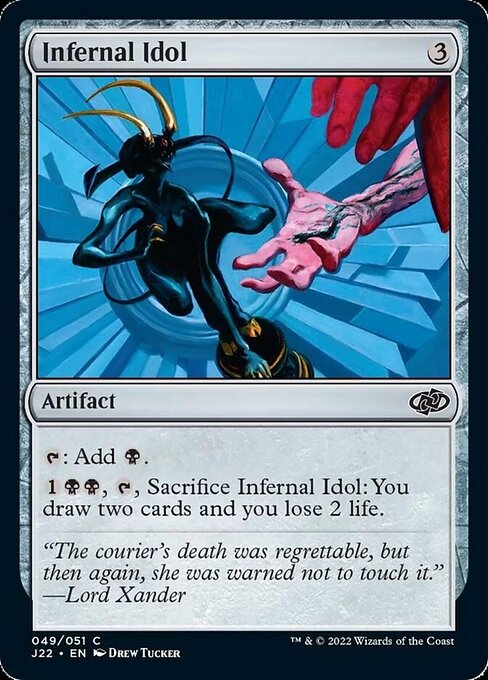 Infernal Idol 3
Artifact
: Add .
1, , Sacrifice Infernal Idol: You
draw two cards and you lose 2 life.
“The courier’s death was regrettable, but
then again, she was warned not to touch it.”
—Lord Xander
049/051 C
J22 • EN Drew Tucker
™ & © 2022 Wizards of the Coast